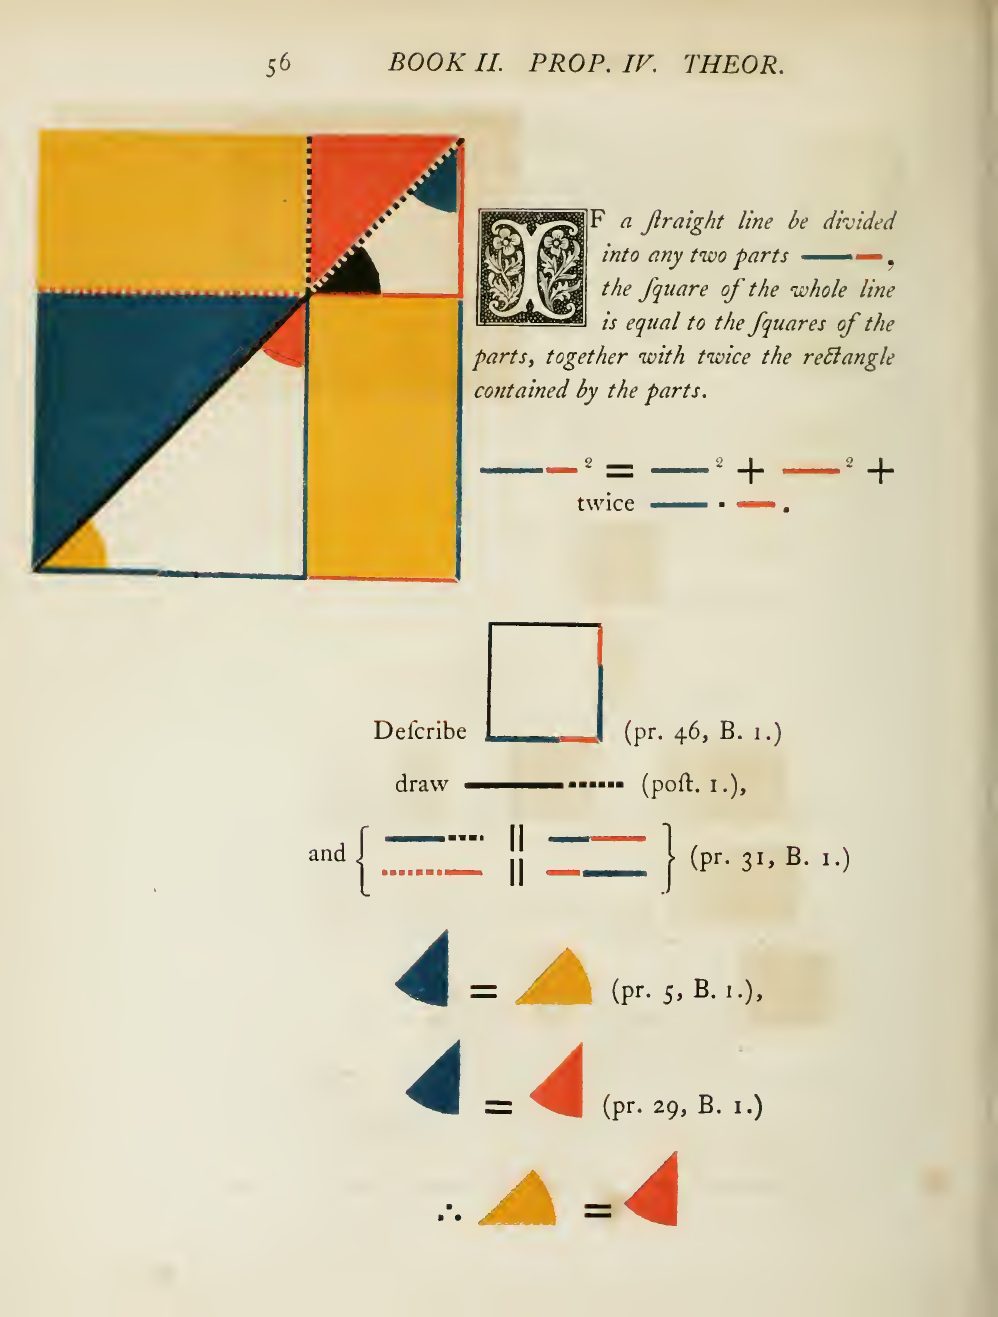 56 BOOK II. PROP. IV. THEOR.
IF a ſtraight line be divided
into any two parts ,
the ſquare of the whole line
is equal to the ſquares of the
parts, together with twice the rectangle
contained by the parts.
² = ² + ² +
twice · .
Deſcribe (pr. 46, B. 1.)
draw (poſt. 1.),
and { || || } (pr. 31, B. 1.)
= (pr. 5, B. 1.),
= (pr. 29, B. 1.)
∴ =